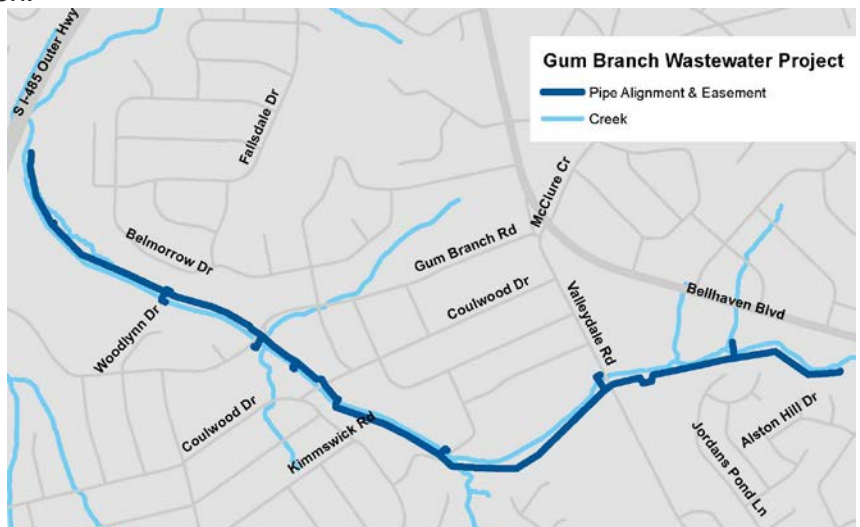 S I-485 Outer Hwy
Gum Branch Wastewater Project
Pipe Alignment & Easement
Creek
Fallsdale Dr
McClure Cr
Belmorrow Dr
Gum Branch Rd
Coulwood Dr
Valleydale Rd
Bellhaven Blvd
Woodlynn Dr
Coulwood Dr
Kimmswick Rd
Jordans Pond Ln
Alston Hill Dr